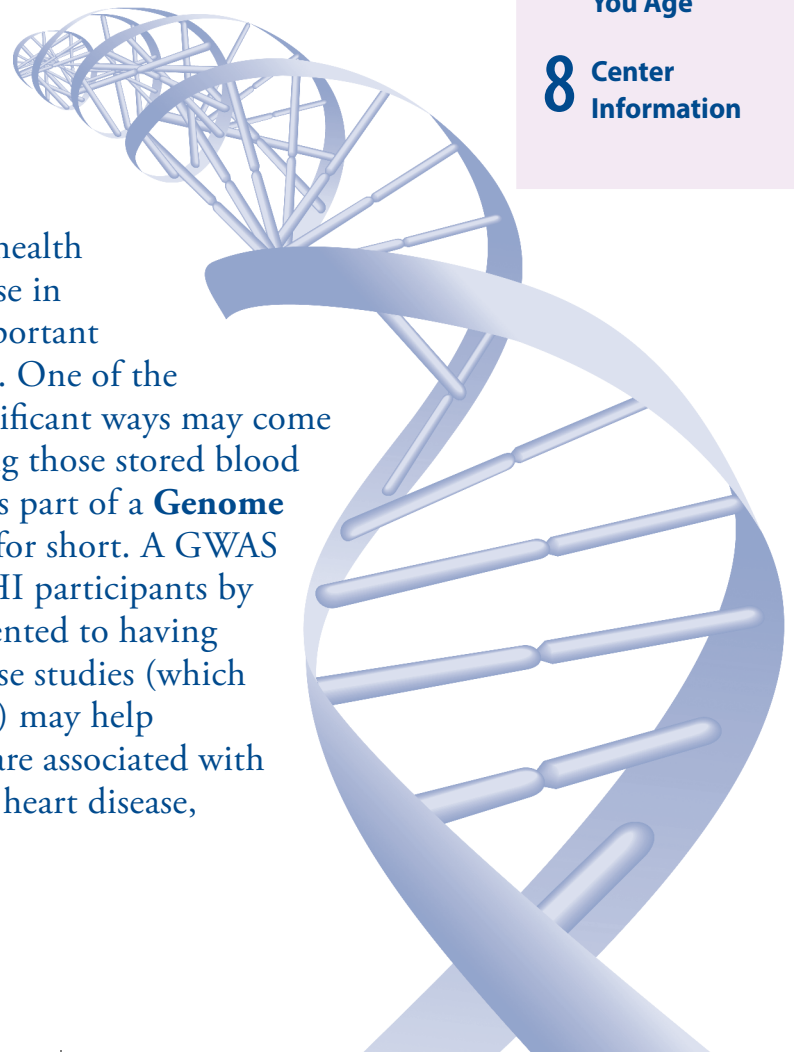 You Age
8 Center
Information
health
se in
portant
. One of the
ificant ways may come
g those stored blood
s part of a Genome
for short. A GWAS
HI participants by
ented to having
se studies (which
) may help
are associated with
heart disease,